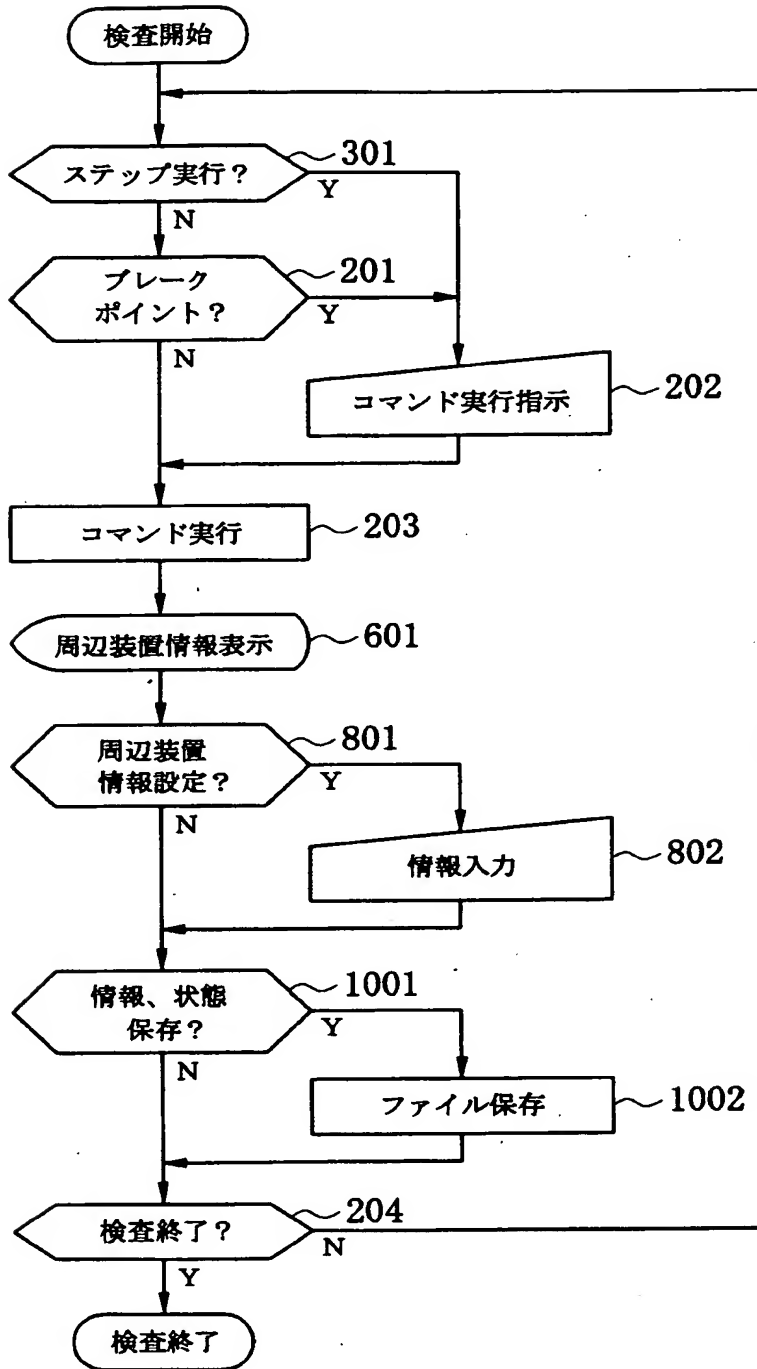 検査開始
ステップ実行?
301
Y
N
ブレーク
ポイント?
201
Y
N
コマンド実行指示
202
コマンド実行
203
周辺装置情報表示
601
周辺装置
情報設定?
801
Y
N
情報入力
802
情報、状態
保存?
1001
Y
N
ファイル保存
1002
検査終了?
204
N
Y
検査終了